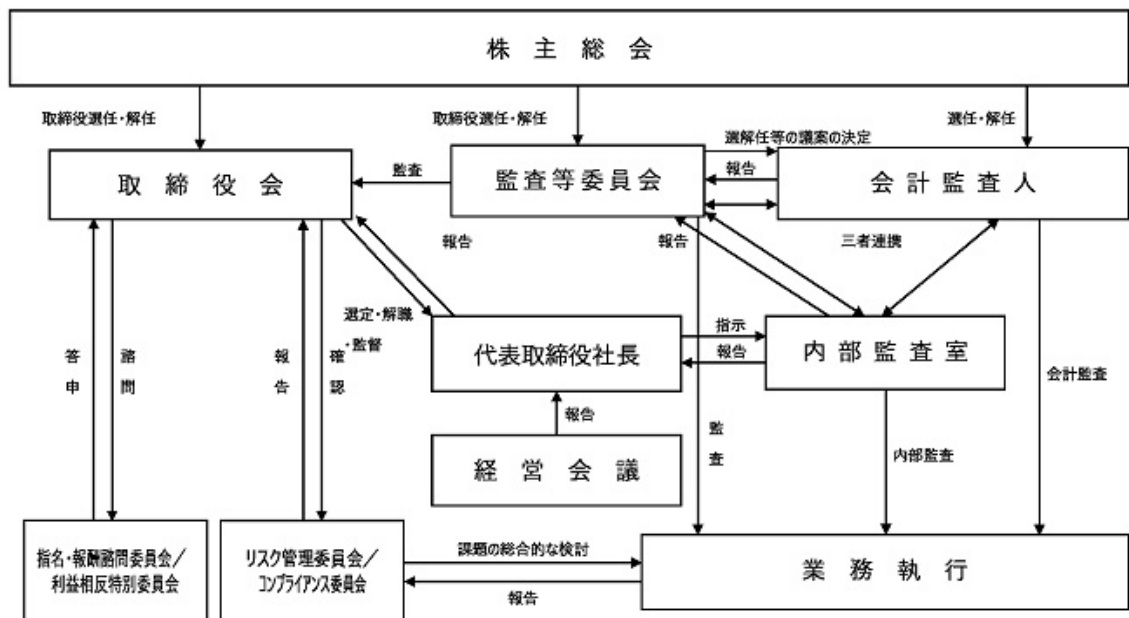 株主総会
取締役選任・解任
取締役選任・解任
選任・解任
選解任等の議案の決定
取締役会
監査
監査等委員会
報告
会計監査人
報告
報告
三者連携
選定・解職
・監督
代表取締役社長
指示
報告
内部監査室
答申
諮問
報告
確認
会計監査
報告
監査
内部監査
経営会議
指名・報酬諮問委員会/
利益相反特別委員会
リスク管理委員会/
コンプライアンス委員会
課題の総合的な検討
報告
業務執行